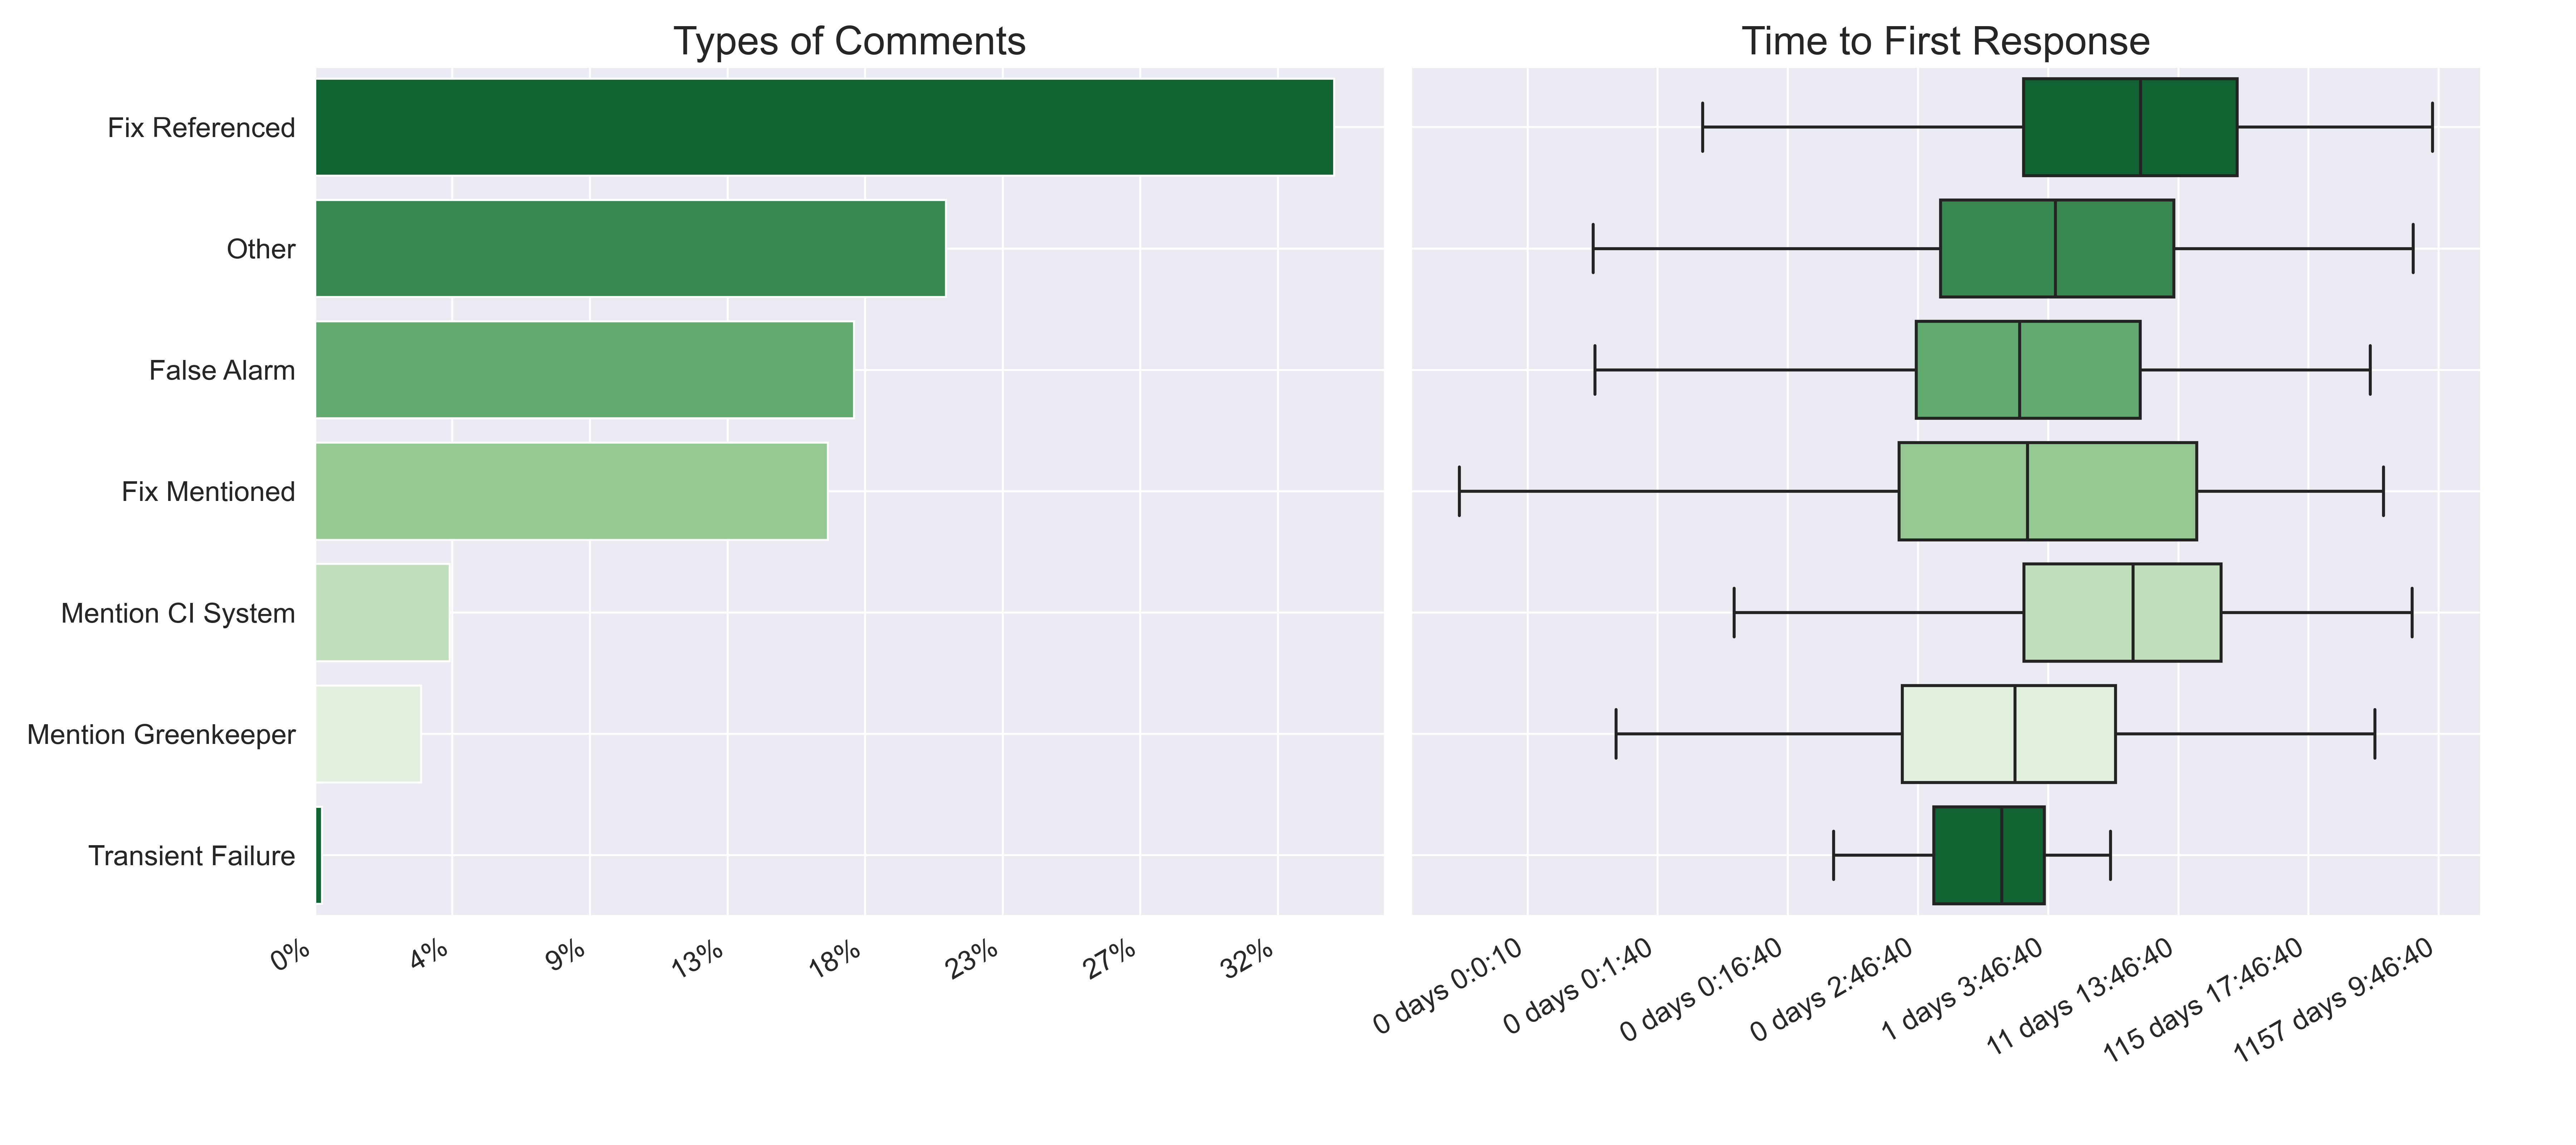 Types of Comments
Time to First Response
Fix Referenced
Other
False Alarm
Fix Mentioned
Mention CI System
Mention Greenkeeper
Transient Failure
0%
4%
9%
13%
18%
23%
27%
32%
0 days 0:0:10
0 days 0:1:40
0 days 0:16:40
0 days 2:46:40
1 days 3:46:40
11 days 13:46:40
115 days 17:46:40
1157 days 9:46:40